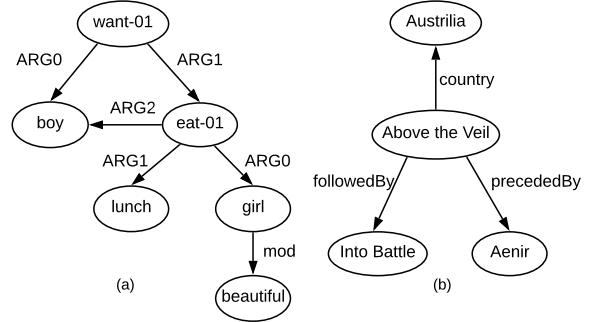 want-01
ARG0
ARG1
boy
ARG2
eat-01
ARG1
ARG0
lunch
girl
mod
beautiful
(a)
Austrilia
country
Above the Veil
followedBy
precededBy
Into Battle
Aenir
(b)